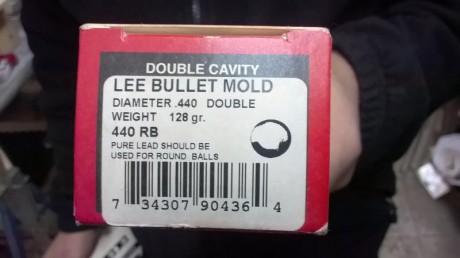 DOUBLE CAVITY
LEE BULLET MOLD
DIAMETER .440 DOUBLE
WEIGHT 128 gr.
440 RB
PURE LEAD SHOULD BE
USED FOR ROUND BALLS
7 34307 90436 4